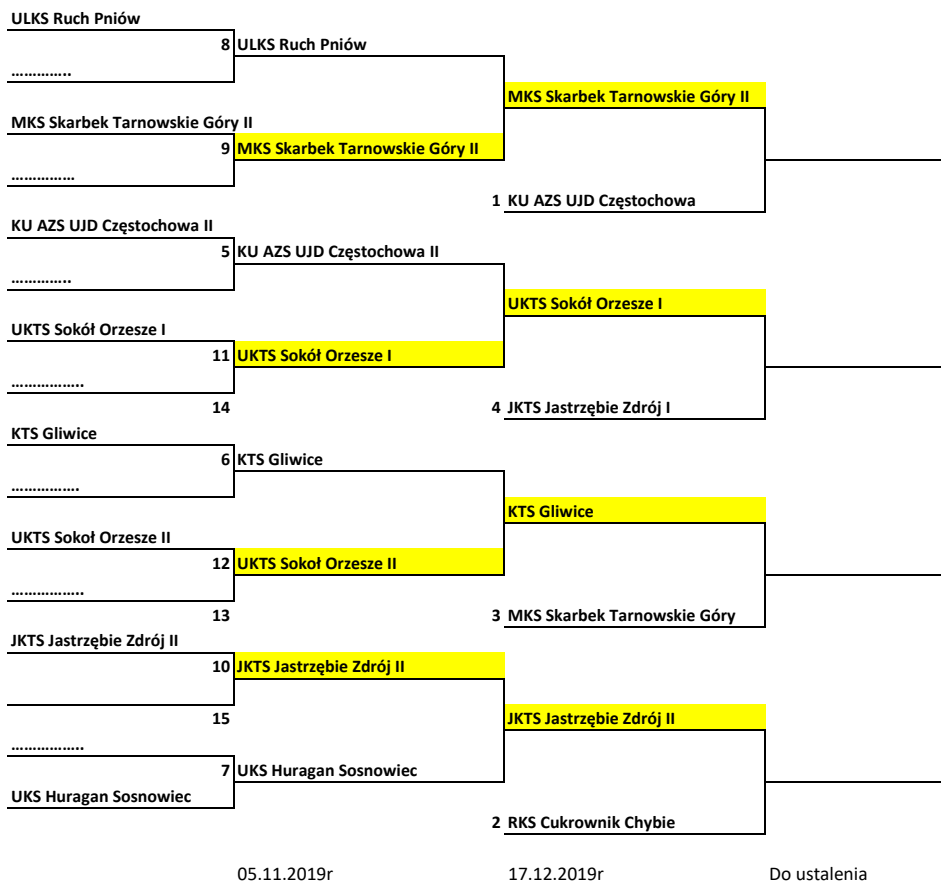 ULKS Ruch Pniów
8 ULKS Ruch Pniów
…………..
MKS Skarbek Tarnowskie Góry II
MKS Skarbek Tarnowskie Góry II
9 MKS Skarbek Tarnowskie Góry II
……………
1 KU AZS UJD Częstochowa
KU AZS UJD Częstochowa II
5 KU AZS UJD Częstochowa II
…………..
UKTS Sokół Orzesze I
UKTS Sokół Orzesze I
11 UKTS Sokół Orzesze I
……………..
14 4 JKTS Jastrzębie Zdrój I
KTS Gliwice
6 KTS Gliwice
…………….
KTS Gliwice
UKTS Sokoł Orzesze II
12 UKTS Sokoł Orzesze II
……………..
13 3 MKS Skarbek Tarnowskie Góry
JKTS Jastrzębie Zdrój II
10 JKTS Jastrzębie Zdrój II
15 JKTS Jastrzębie Zdrój II
……………..
7 UKS Huragan Sosnowiec
UKS Huragan Sosnowiec
2 RKS Cukrownik Chybie
05.11.2019r 17.12.2019r Do ustalenia